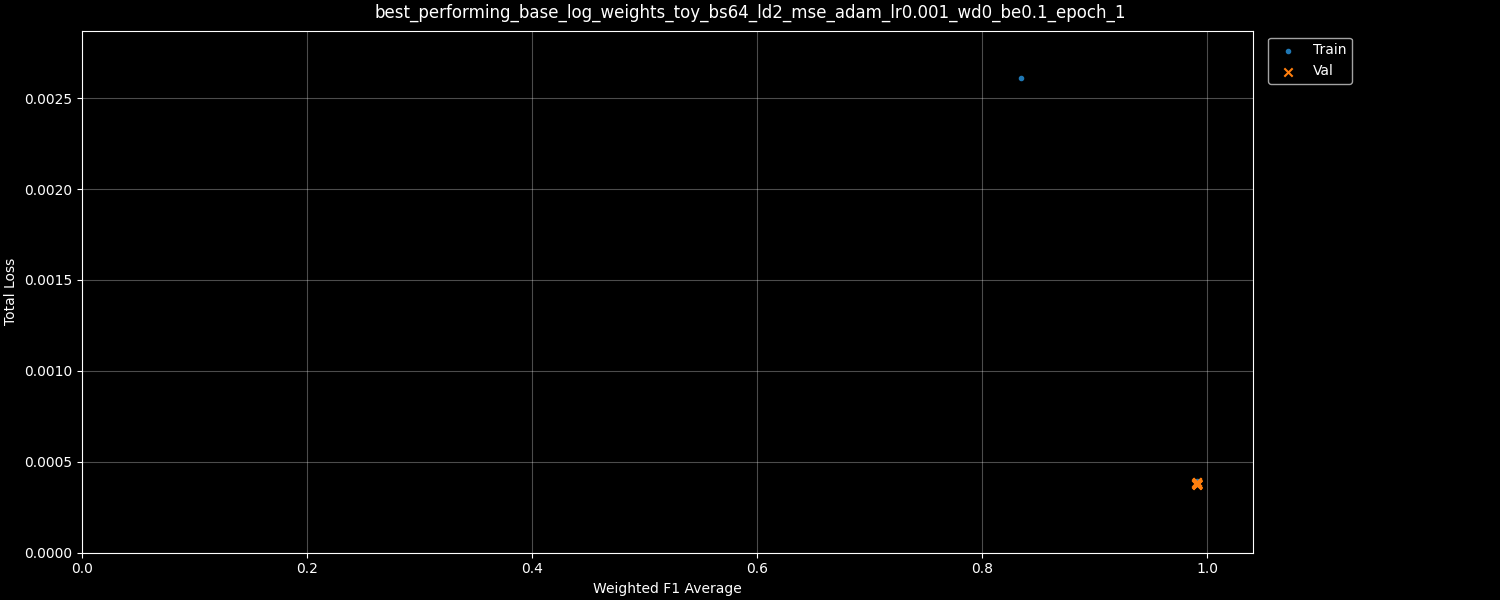 best_performing_base_log_weights_toy_bs64_ld2_mse_adam_lr0.001_wd0_be0.1_epoch_1
Train
Val
0.0025
0.0020
0.0015
0.0010
0.0005
0.0000
Total Loss
0.0
0.2
0.4
0.6
0.8
1.0
Weighted F1 Average